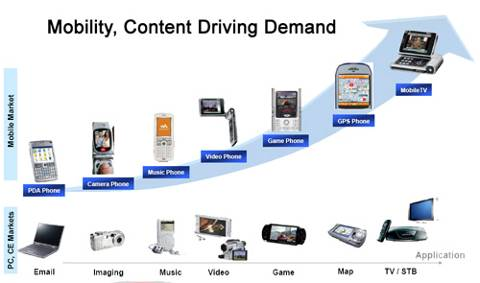 Mobility, Content Driving Demand
Mobile Market
PDA Phone
Camera Phone
Music Phone
Video Phone
Game Phone
GPS Phone
MobileTV
PC, CE Markets
Application
Email
Imaging
Music
Video
Game
Map
TV / STB